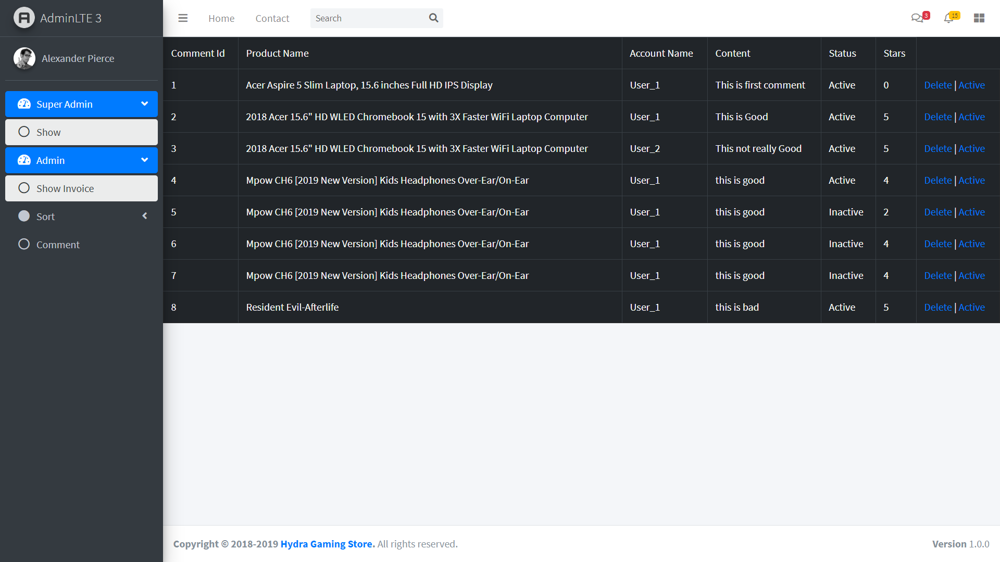 AdminLTE 3
Home Contact Search 3 15
Alexander Pierce
Super Admin
Show
Admin
Show Invoice
Sort
Comment
Comment Id Product Name Account Name Content Status Stars
1 Acer Aspire 5 Slim Laptop, 15.6 inches Full HD IPS Display User_1 This is first comment Active 0 Delete | Active
2 2018 Acer 15.6" HD WLED Chromebook 15 with 3X Faster WiFi Laptop Computer User_1 This is Good Active 5 Delete | Active
3 2018 Acer 15.6" HD WLED Chromebook 15 with 3X Faster WiFi Laptop Computer User_2 This not really Good Active 5 Delete | Active
4 Mpow CH6 [2019 New Version] Kids Headphones Over-Ear/On-Ear User_1 this is good Active 4 Delete | Active
5 Mpow CH6 [2019 New Version] Kids Headphones Over-Ear/On-Ear User_1 this is good Inactive 2 Delete | Active
6 Mpow CH6 [2019 New Version] Kids Headphones Over-Ear/On-Ear User_1 this is good Inactive 4 Delete | Active
7 Mpow CH6 [2019 New Version] Kids Headphones Over-Ear/On-Ear User_1 this is good Inactive 4 Delete | Active
8 Resident Evil-Afterlife User_1 this is bad Active 5 Delete | Active
Copyright © 2018-2019 Hydra Gaming Store. All rights reserved. Version 1.0.0